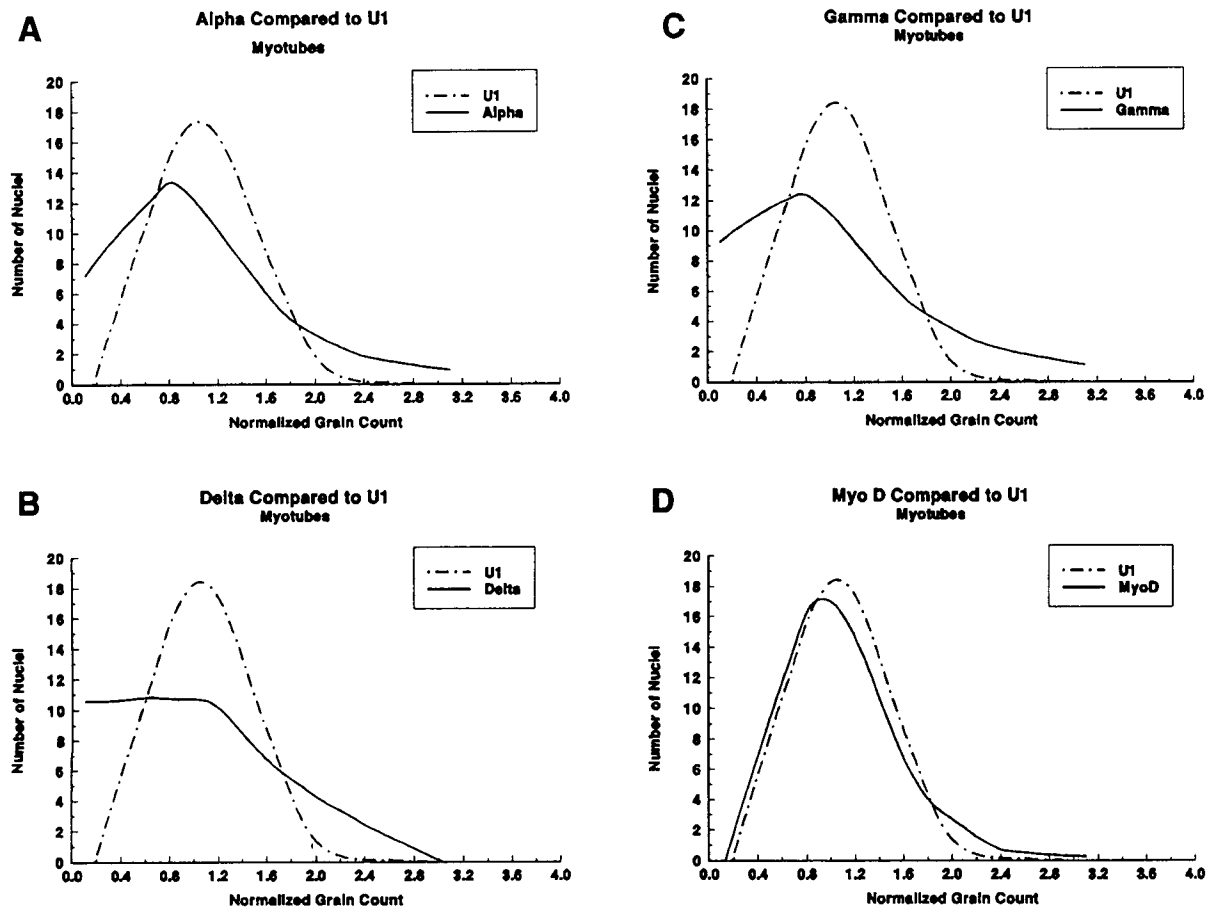 A
Alpha Compared to U1
Myotubes
U1
Alpha
Number of Nuclei
20
18
16
14
12
10
8
6
4
2
0
0.0 0.4 0.8 1.2 1.6 2.0 2.4 2.8 3.2 3.6 4.0
Normalized Grain Count
C
Gamma Compared to U1
Myotubes
U1
Gamma
Number of Nuclei
20
18
16
14
12
10
8
6
4
2
0
0.0 0.4 0.8 1.2 1.6 2.0 2.4 2.8 3.2 3.6 4.0
Normalized Grain Count
B
Delta Compared to U1
Myotubes
U1
Delta
Number of Nuclei
20
18
16
14
12
10
8
6
4
2
0
0.0 0.4 0.8 1.2 1.6 2.0 2.4 2.8 3.2 3.6 4.0
Normalized Grain Count
D
Myo D Compared to U1
Myotubes
U1
MyoD
Number of Nuclei
20
18
16
14
12
10
8
6
4
2
0
0.0 0.4 0.8 1.2 1.6 2.0 2.4 2.8 3.2 3.6 4.0
Normalized Grain Count